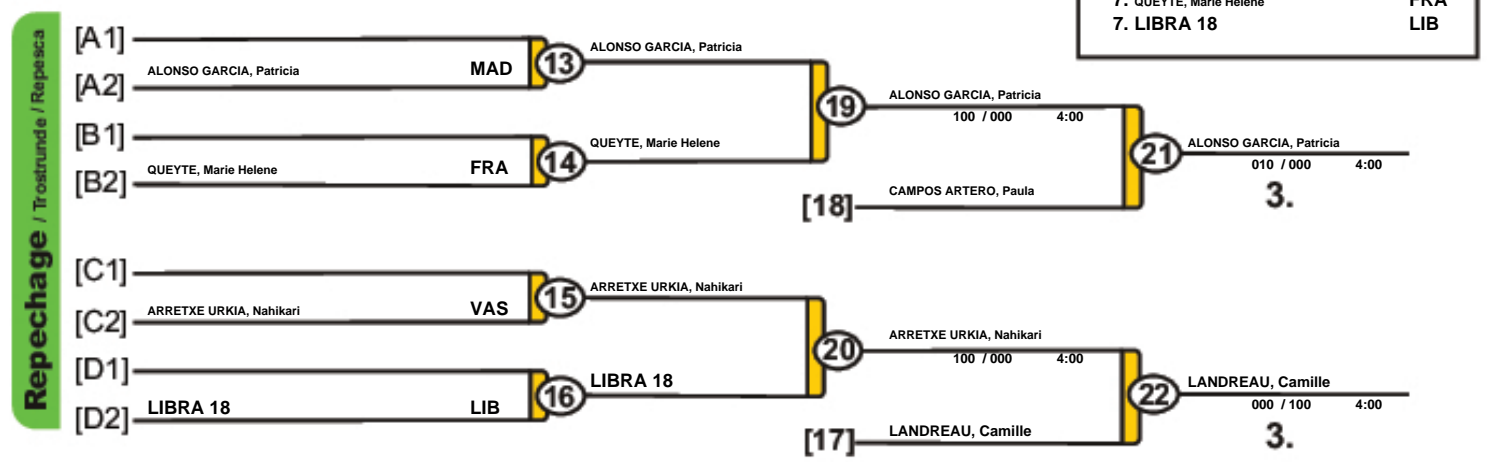 7. QUEYTE, Marie Helene FRA
7. LIBRA 18 LIB
Repechage / Trostrunde / Repesca
[A1]
ALONSO GARCIA, Patricia MAD
[A2]
13
ALONSO GARCIA, Patricia
[B1]
QUEYTE, Marie Helene FRA
[B2]
14
QUEYTE, Marie Helene
19
ALONSO GARCIA, Patricia
100 / 000 4:00
[18]
CAMPOS ARTERO, Paula
21
ALONSO GARCIA, Patricia
010 / 000 4:00
3.
[C1]
ARRETXE URKIA, Nahikari VAS
[C2]
15
ARRETXE URKIA, Nahikari
[D1]
LIBRA 18 LIB
[D2]
16
LIBRA 18
20
ARRETXE URKIA, Nahikari
100 / 000 4:00
[17]
LANDREAU, Camille
22
LANDREAU, Camille
000 / 100 4:00
3.